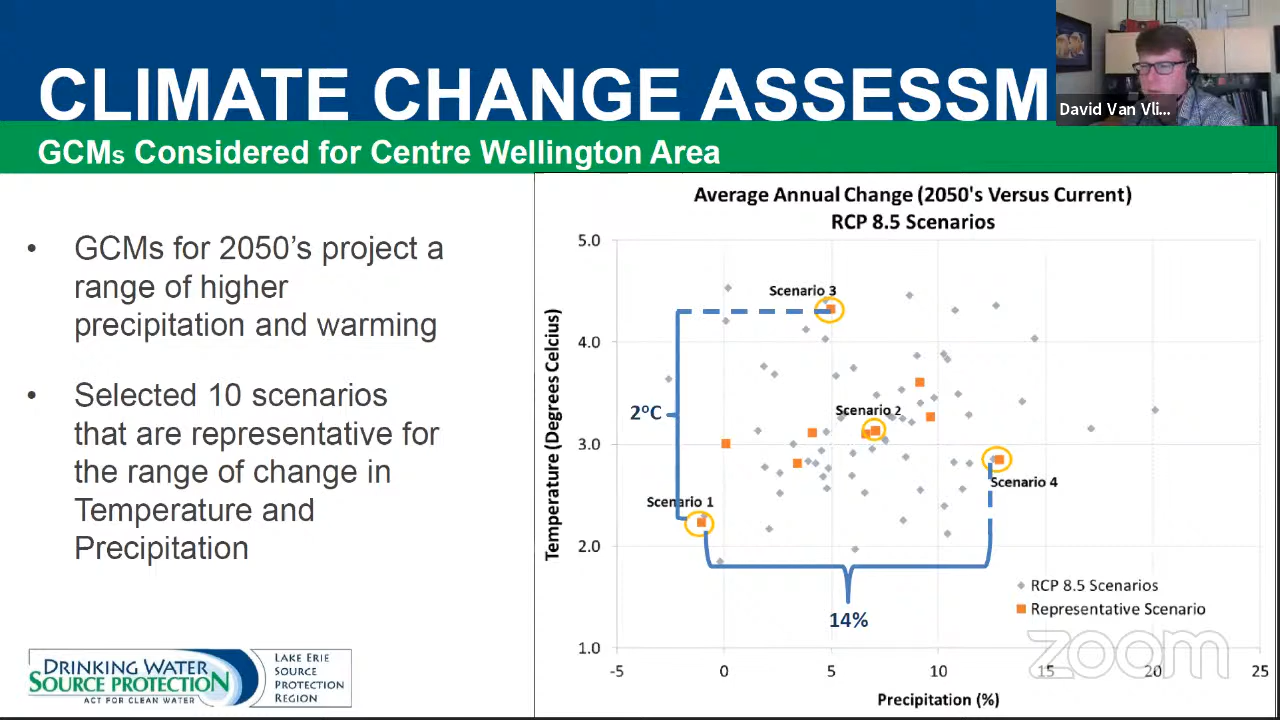 CLIMATE CHANGE ASSESSM
David Van Vli...
GCMs Considered for Centre Wellington Area
• GCMs for 2050’s project a
range of higher
precipitation and warming
• Selected 10 scenarios
that are representative for
the range of change in
Temperature and
Precipitation
DRINKING WATER
SOURCE PROTECTION
ACT FOR CLEAN WATER
LAKE ERIE
SOURCE
PROTECTION
REGION
Average Annual Change (2050's Versus Current)
RCP 8.5 Scenarios
Temperature (Degrees Celcius)
5.0
4.0
3.0
2.0
1.0
Scenario 3
Scenario 2
2°C
Scenario 4
Scenario 1
14%
RCP 8.5 Scenarios
Representative Scenario
-5 0 5 10 15 20 25
Precipitation (%)
zoom